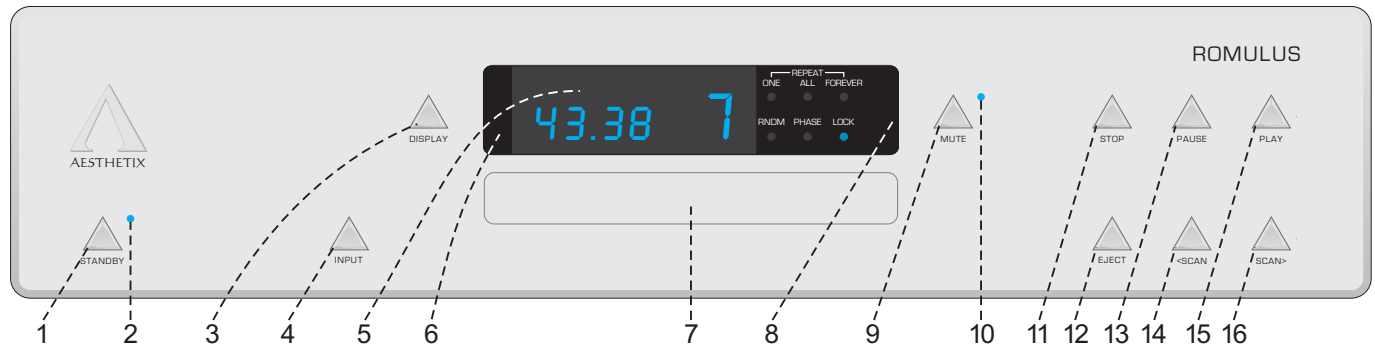 ROMULUS
REPEAT
ONE ALL FOREVER
43.38 7
RNDM PHASE LOCK
DISPLAY
MUTE
STOP
PAUSE
PLAY
AESTHETIX
STANDBY
INPUT
EJECT
<SCAN
SCAN>
1 2 3 4 5 6 7 8 9 10 11 12 13 14 15 16